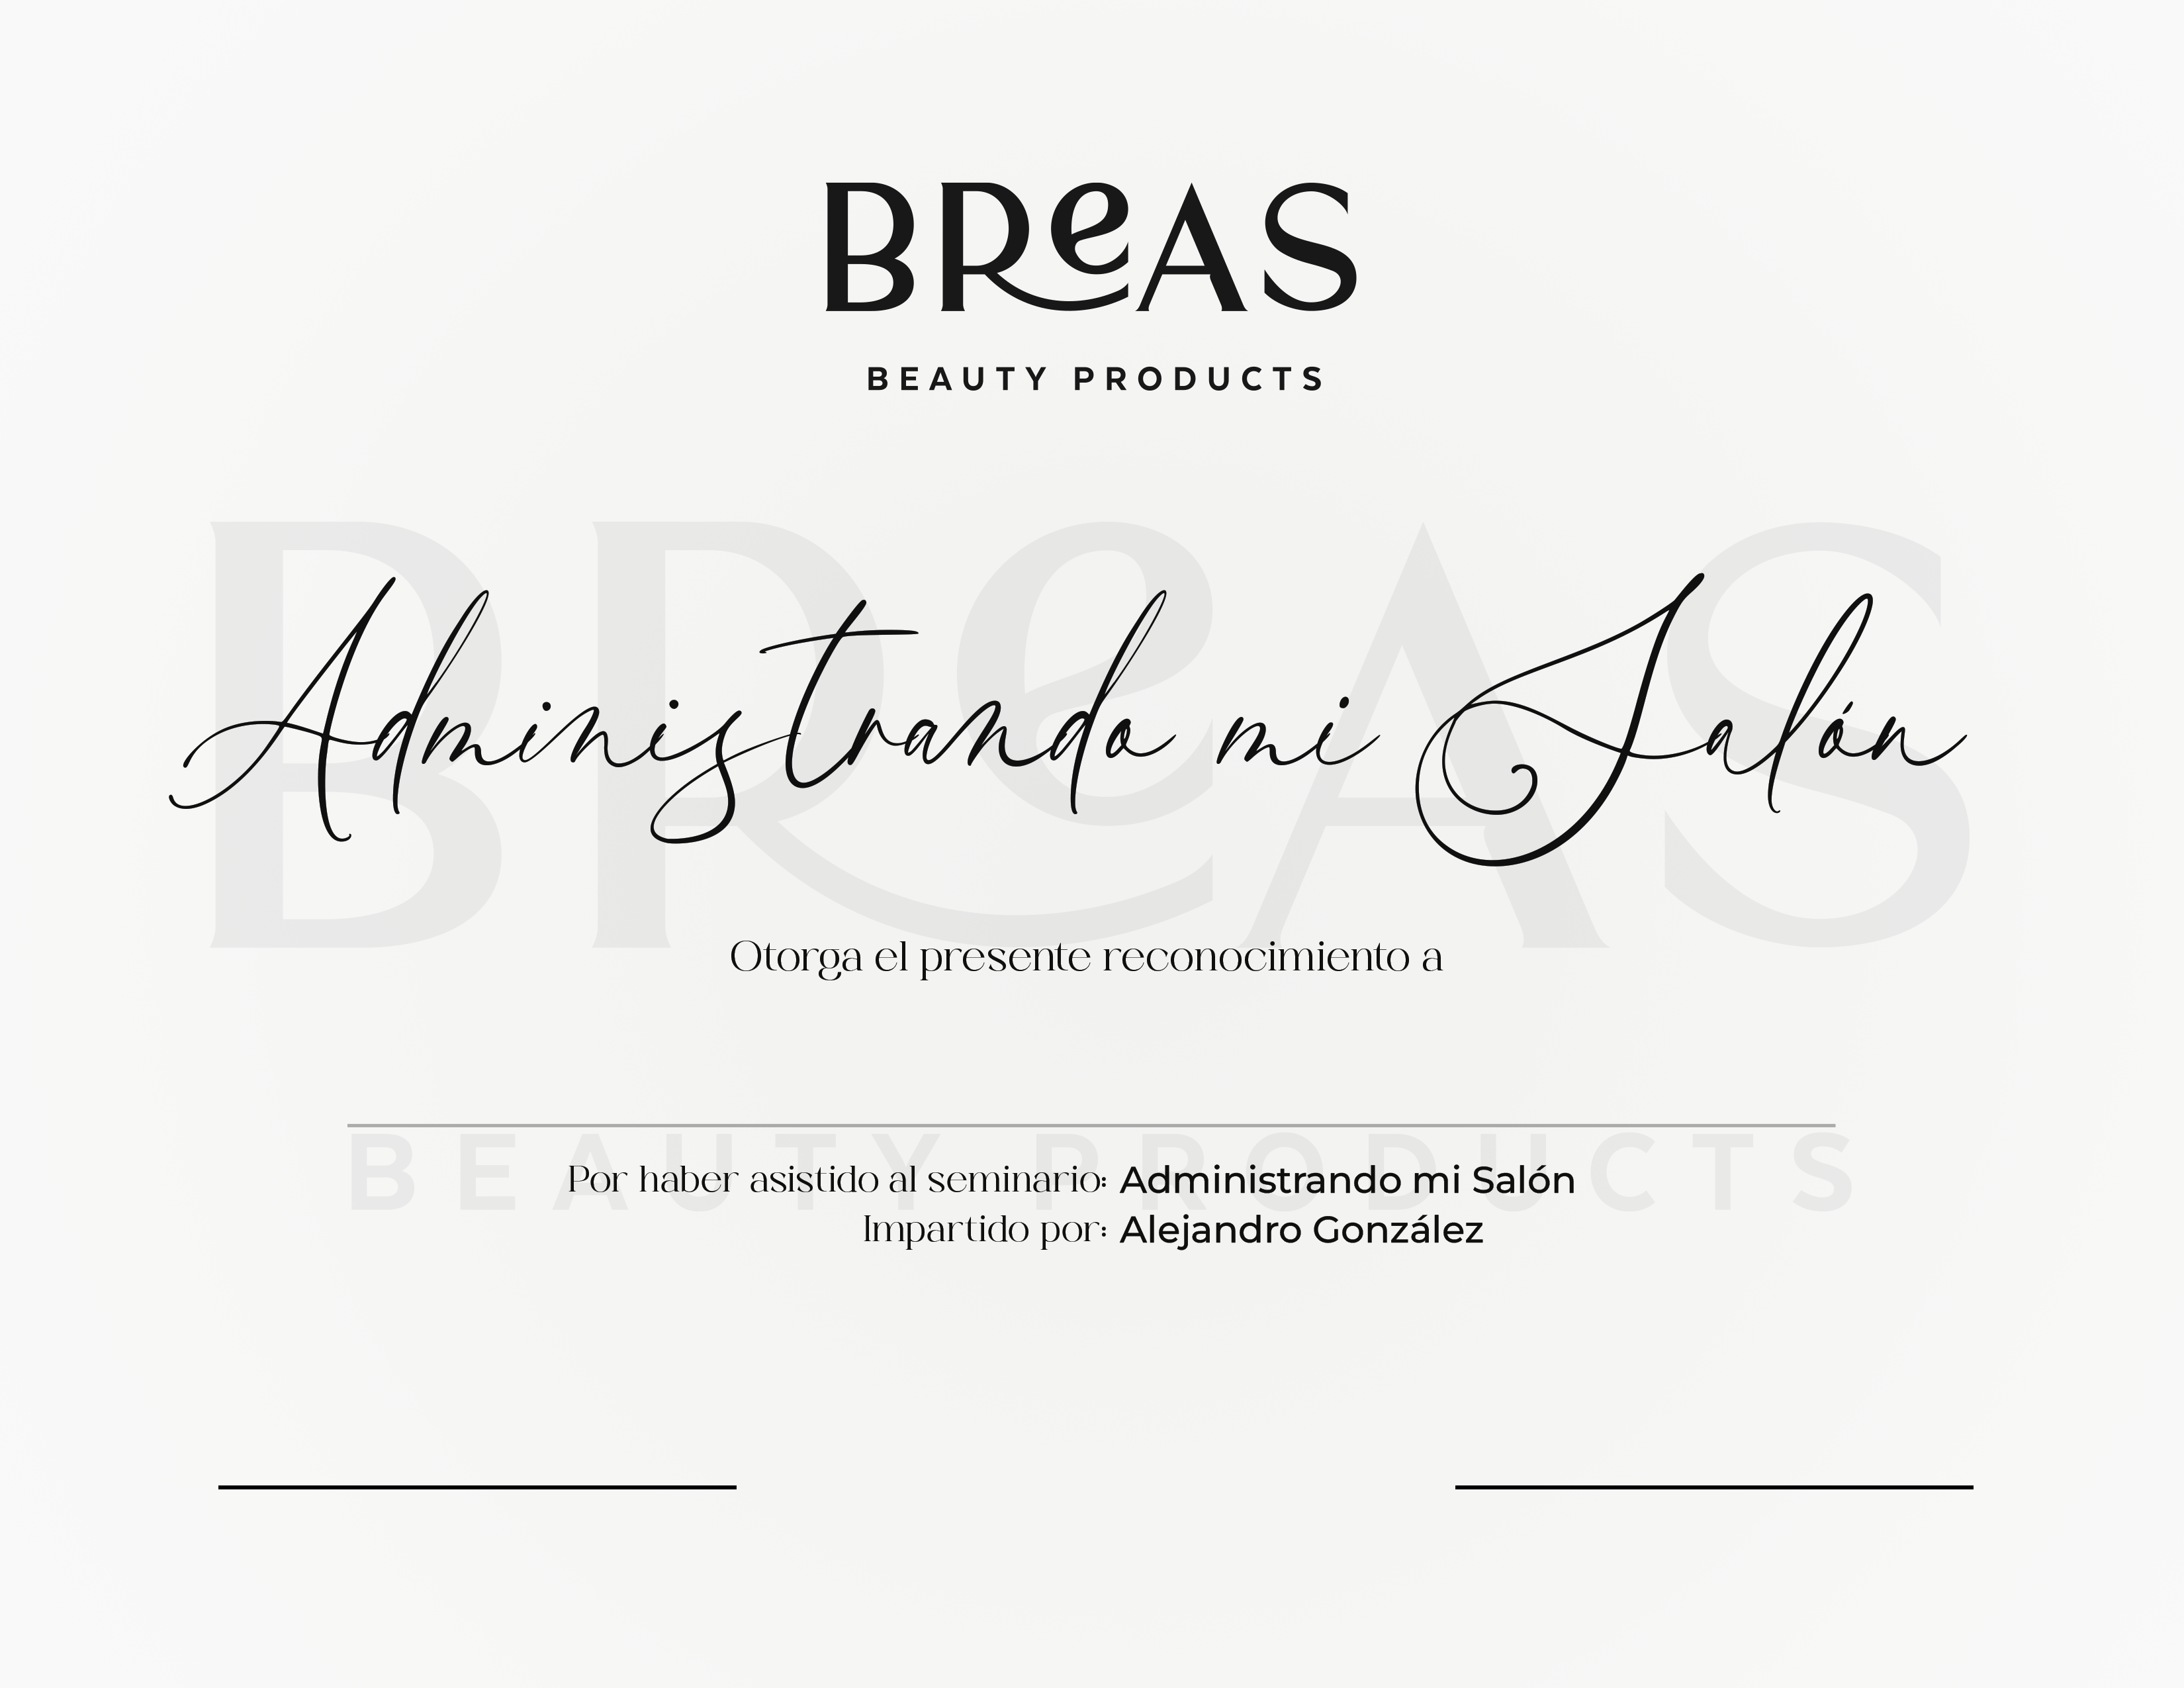 BReAS
BEAUTY PRODUCTS
BReAS
Administrando mi Salón
Otorga el presente reconocimiento a
BEAUTY PRODUCTS
Por haber asistido al seminario: Administrando mi Salón
Impartido por: Alejandro González